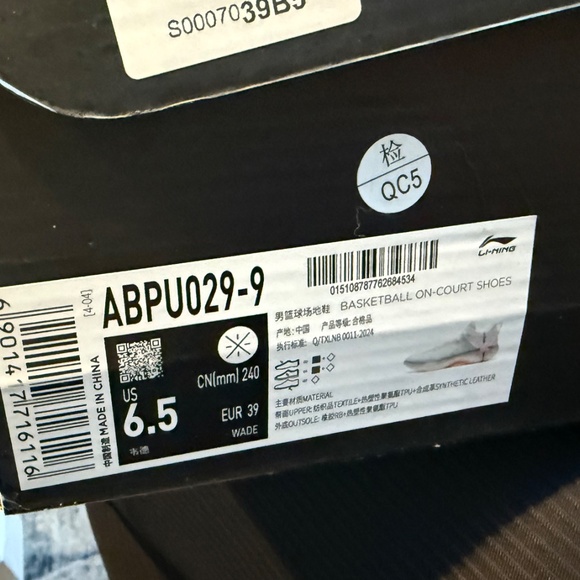 S0007039B5
检
QC5
LI-NING
015108787762684534
[4-04]
ABPU029-9
男篮球场地鞋 BASKETBALL ON-COURT SHOES
产地: 中国 产品等级: 合格品
执行标准: Q/TXLNB 0011-2024
CN(mm) 240
US
6.5
EUR 39
WADE
韦德
中国制造 MADE IN CHINA
主要材质MATERIAL
帮面UPPER: 纺织品TEXTILE+热塑性聚氨酯TPU+合成革SYNTHETIC LEATHER
外底OUTSOLE: 橡胶RB+热塑性聚氨酯TPU